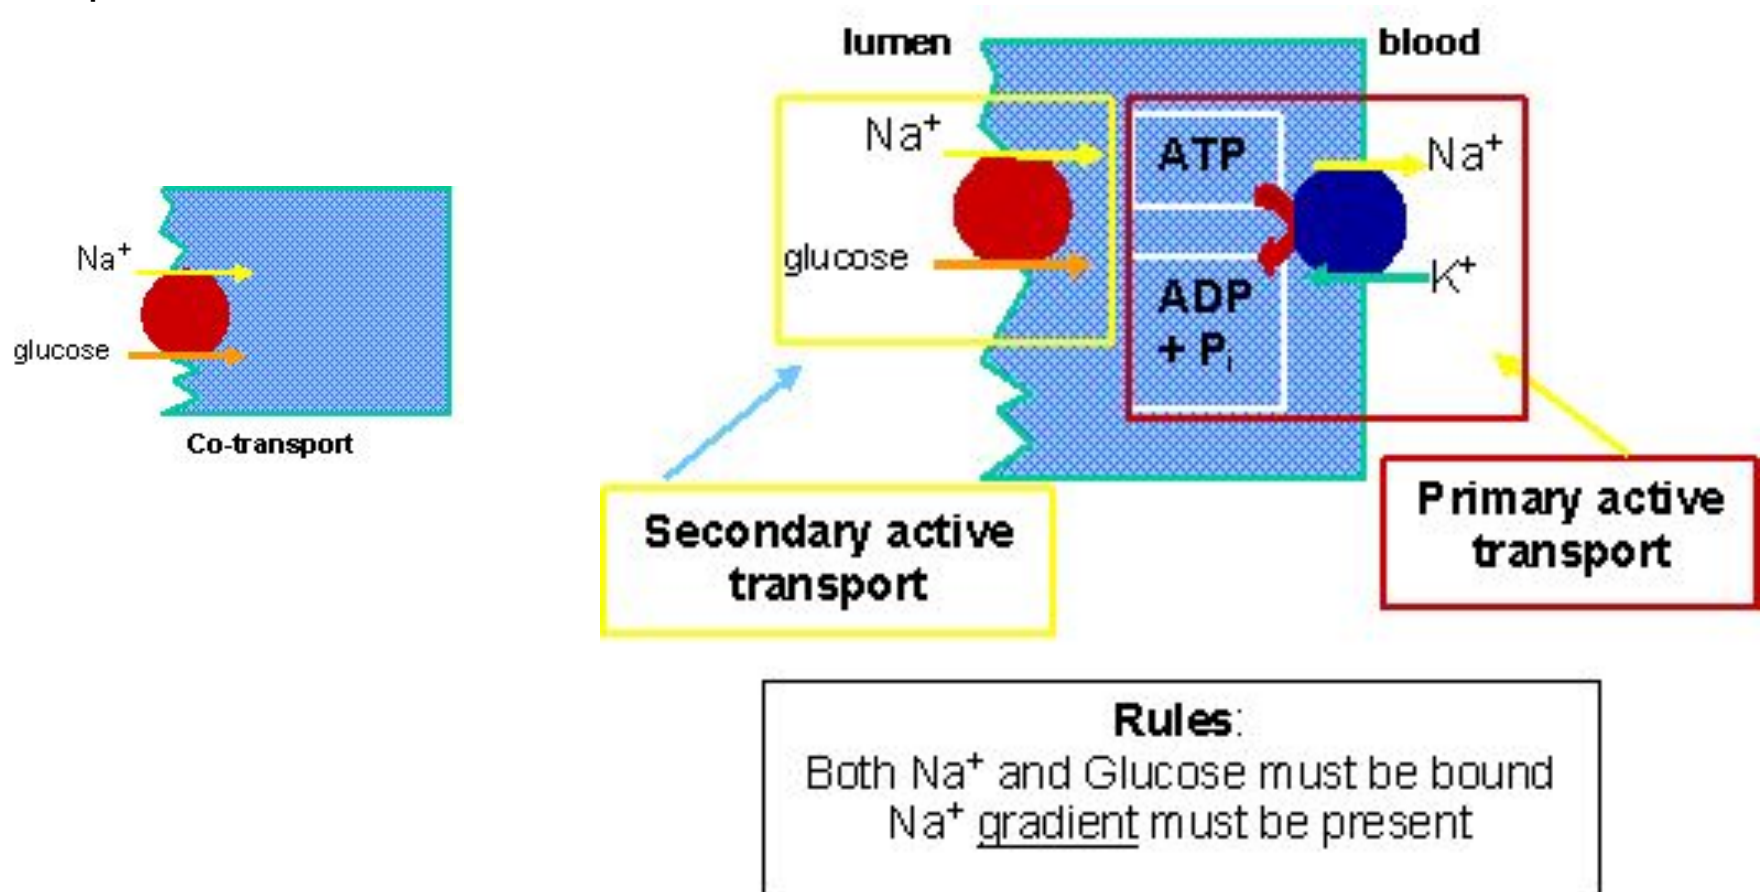 Na⁺
glucose
Co-transport
lumen
blood
Na⁺
glucose
ATP
ADP
+ Pᵢ
Na⁺
K⁺
Secondary active
transport
Primary active
transport
Rules:
Both Na⁺ and Glucose must be bound
Na⁺ gradient must be present